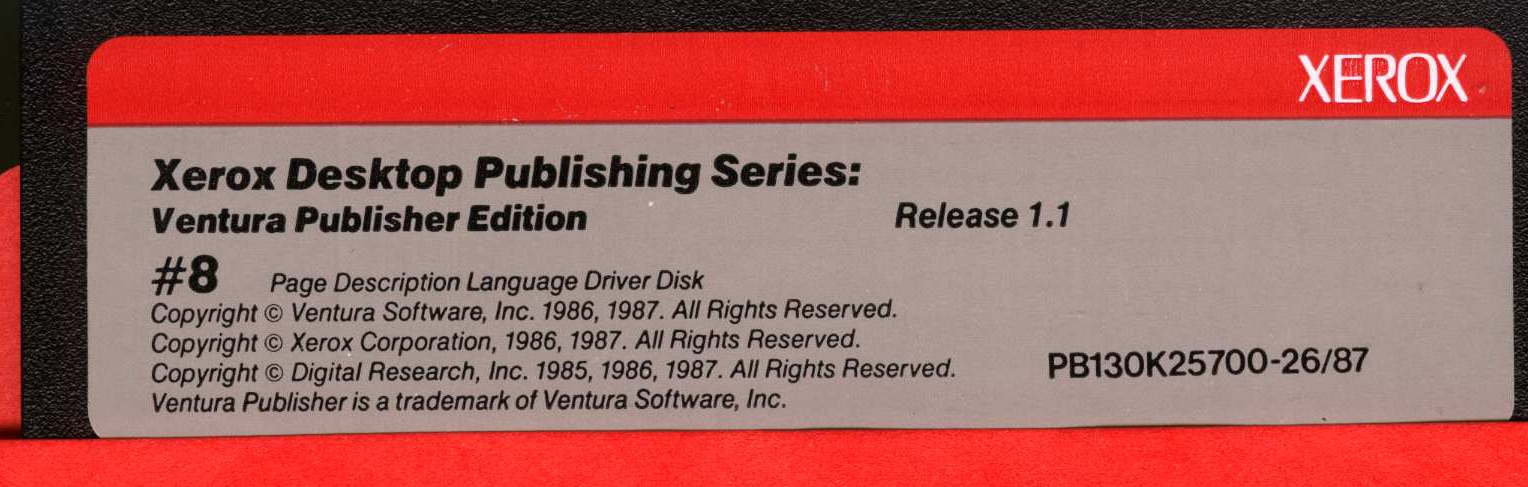 XEROX
Xerox Desktop Publishing Series:
Ventura Publisher Edition Release 1.1
#8 Page Description Language Driver Disk
Copyright © Ventura Software, Inc. 1986, 1987. All Rights Reserved.
Copyright © Xerox Corporation, 1986, 1987. All Rights Reserved.
Copyright © Digital Research, Inc. 1985, 1986, 1987. All Rights Reserved. PB130K25700-26/87
Ventura Publisher is a trademark of Ventura Software, Inc.